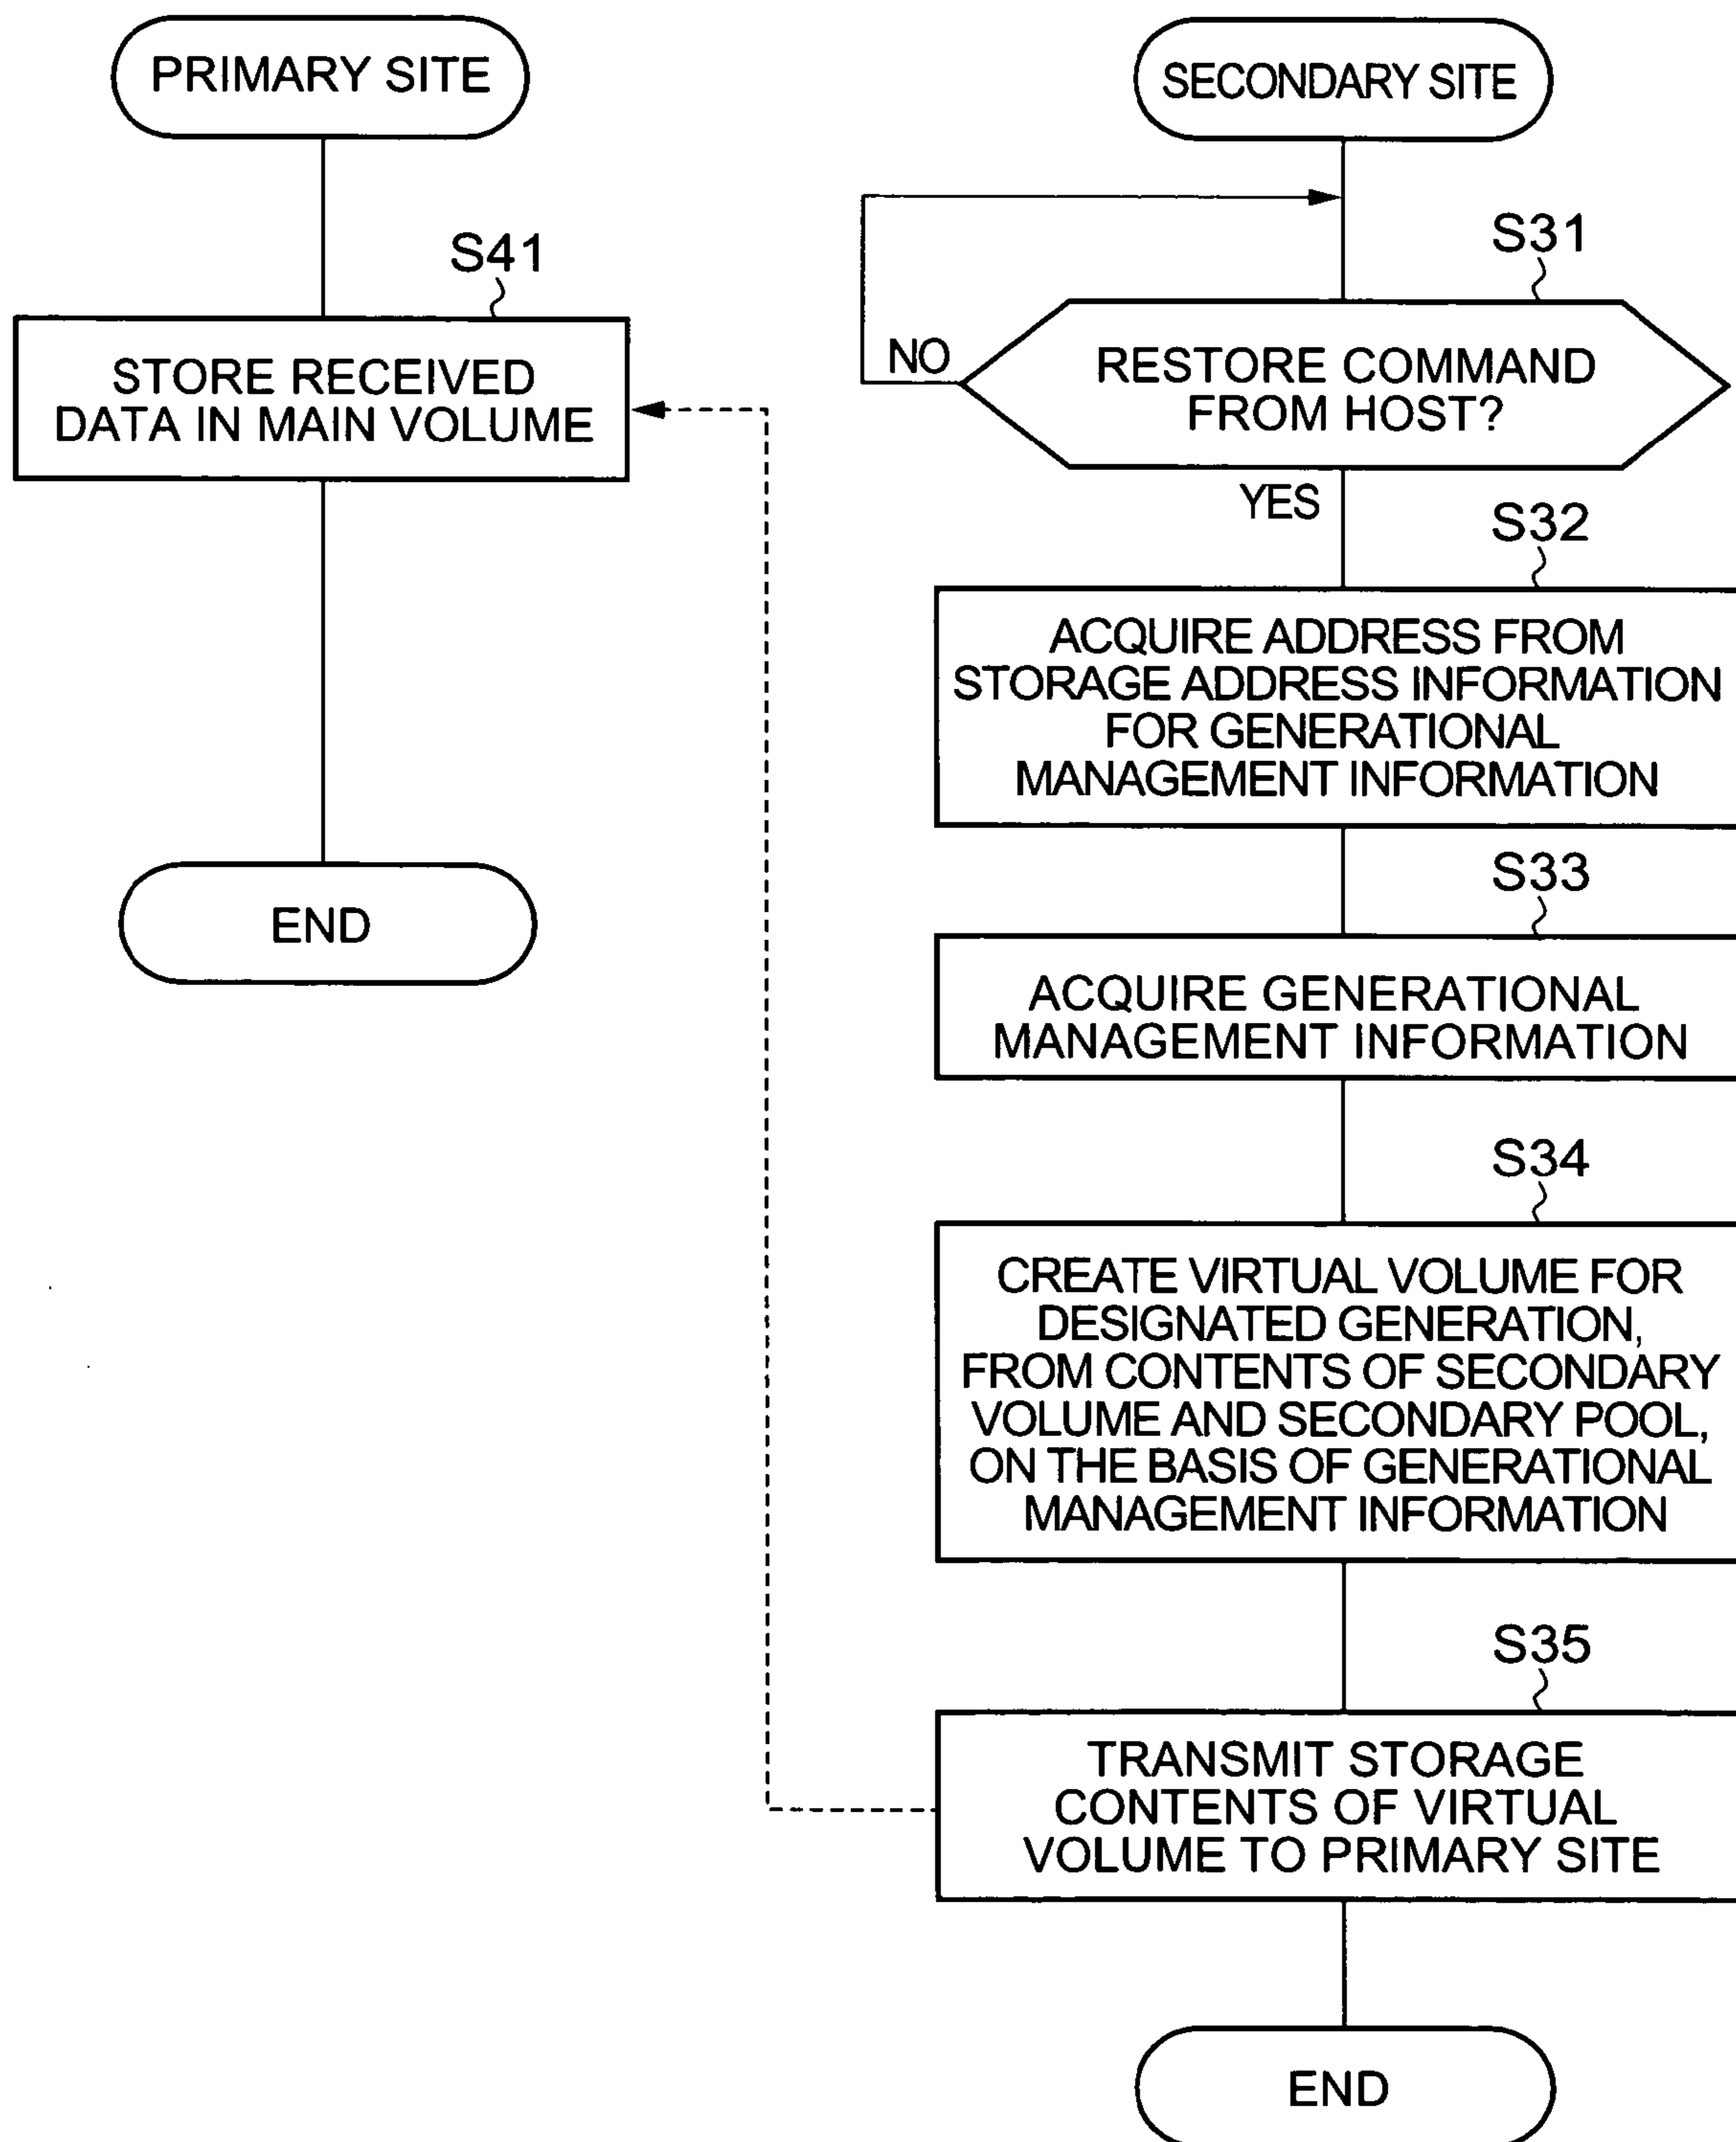 PRIMARY SITE
S41
STORE RECEIVED
DATA IN MAIN VOLUME
END
SECONDARY SITE
S31
RESTORE COMMAND
FROM HOST?
NO
YES
S32
ACQUIRE ADDRESS FROM
STORAGE ADDRESS INFORMATION
FOR GENERATIONAL
MANAGEMENT INFORMATION
S33
ACQUIRE GENERATIONAL
MANAGEMENT INFORMATION
S34
CREATE VIRTUAL VOLUME FOR
DESIGNATED GENERATION,
FROM CONTENTS OF SECONDARY
VOLUME AND SECONDARY POOL,
ON THE BASIS OF GENERATIONAL
MANAGEMENT INFORMATION
S35
TRANSMIT STORAGE
CONTENTS OF VIRTUAL
VOLUME TO PRIMARY SITE
END